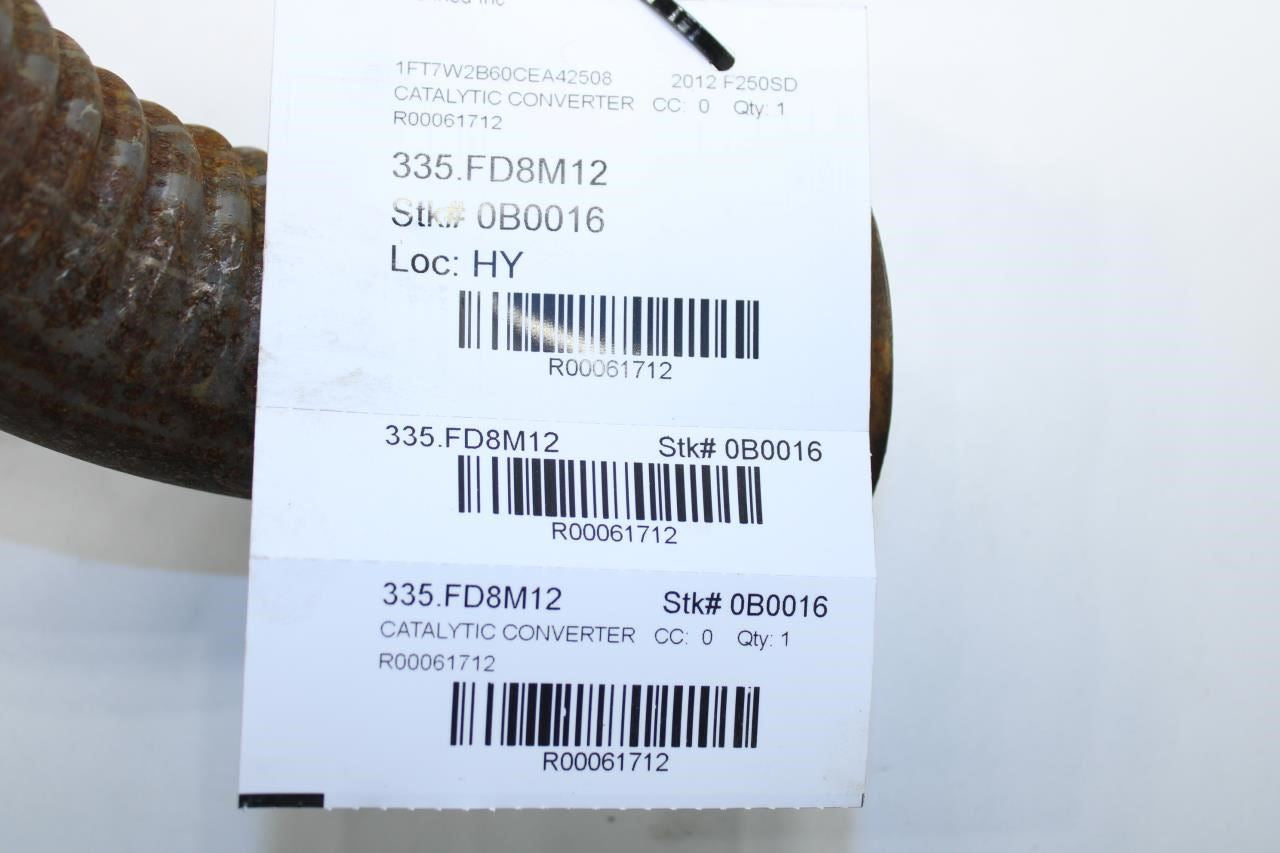 Inc
1FT7W2B60CEA42508 2012 F250SD
CATALYTIC CONVERTER CC: 0 Qty: 1
R00061712
335.FD8M12
Stk# 0B0016
Loc: HY
R00061712
335.FD8M12 Stk# 0B0016
R00061712
335.FD8M12 Stk# 0B0016
CATALYTIC CONVERTER CC: 0 Qty: 1
R00061712
R00061712